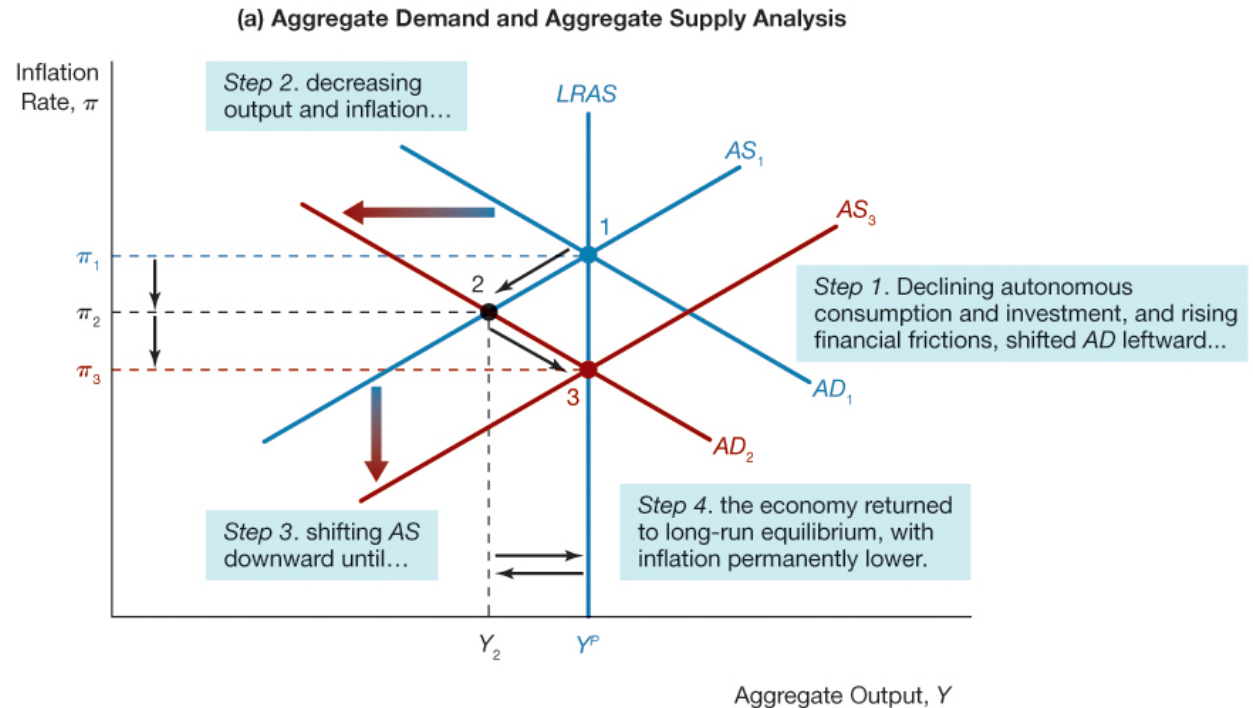 (a) Aggregate Demand and Aggregate Supply Analysis
Inflation
Rate, π
Step 2. decreasing
output and inflation…
LRAS
AS₁
AS₃
1
π₁
2
π₂
Step 1. Declining autonomous
consumption and investment, and rising
financial frictions, shifted AD leftward...
π₃
3
AD₁
AD₂
Step 3. shifting AS
downward until…
Step 4. the economy returned
to long-run equilibrium, with
inflation permanently lower.
Y₂
Yᴾ
Aggregate Output, Y